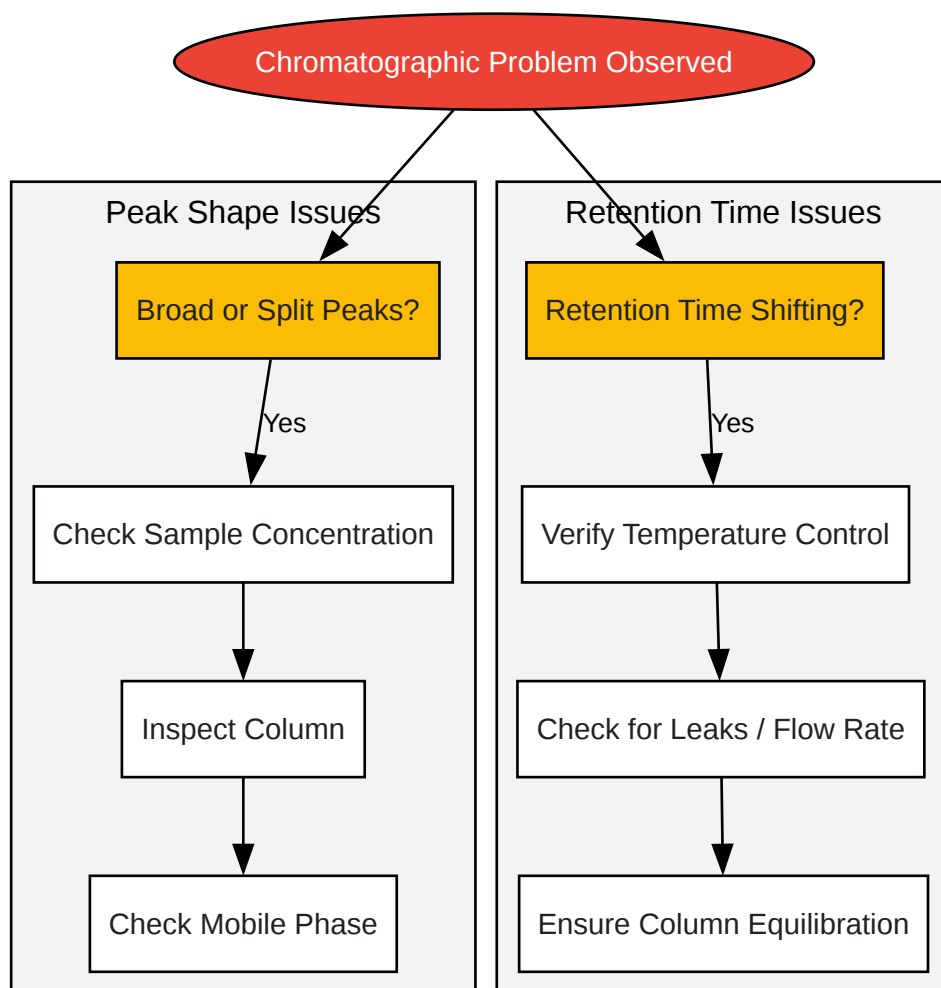 Chromatographic Problem Observed
Peak Shape Issues
Broad or Split Peaks?
Yes
Check Sample Concentration
Inspect Column
Check Mobile Phase
Retention Time Issues
Retention Time Shifting?
Yes
Verify Temperature Control
Check for Leaks / Flow Rate
Ensure Column Equilibration